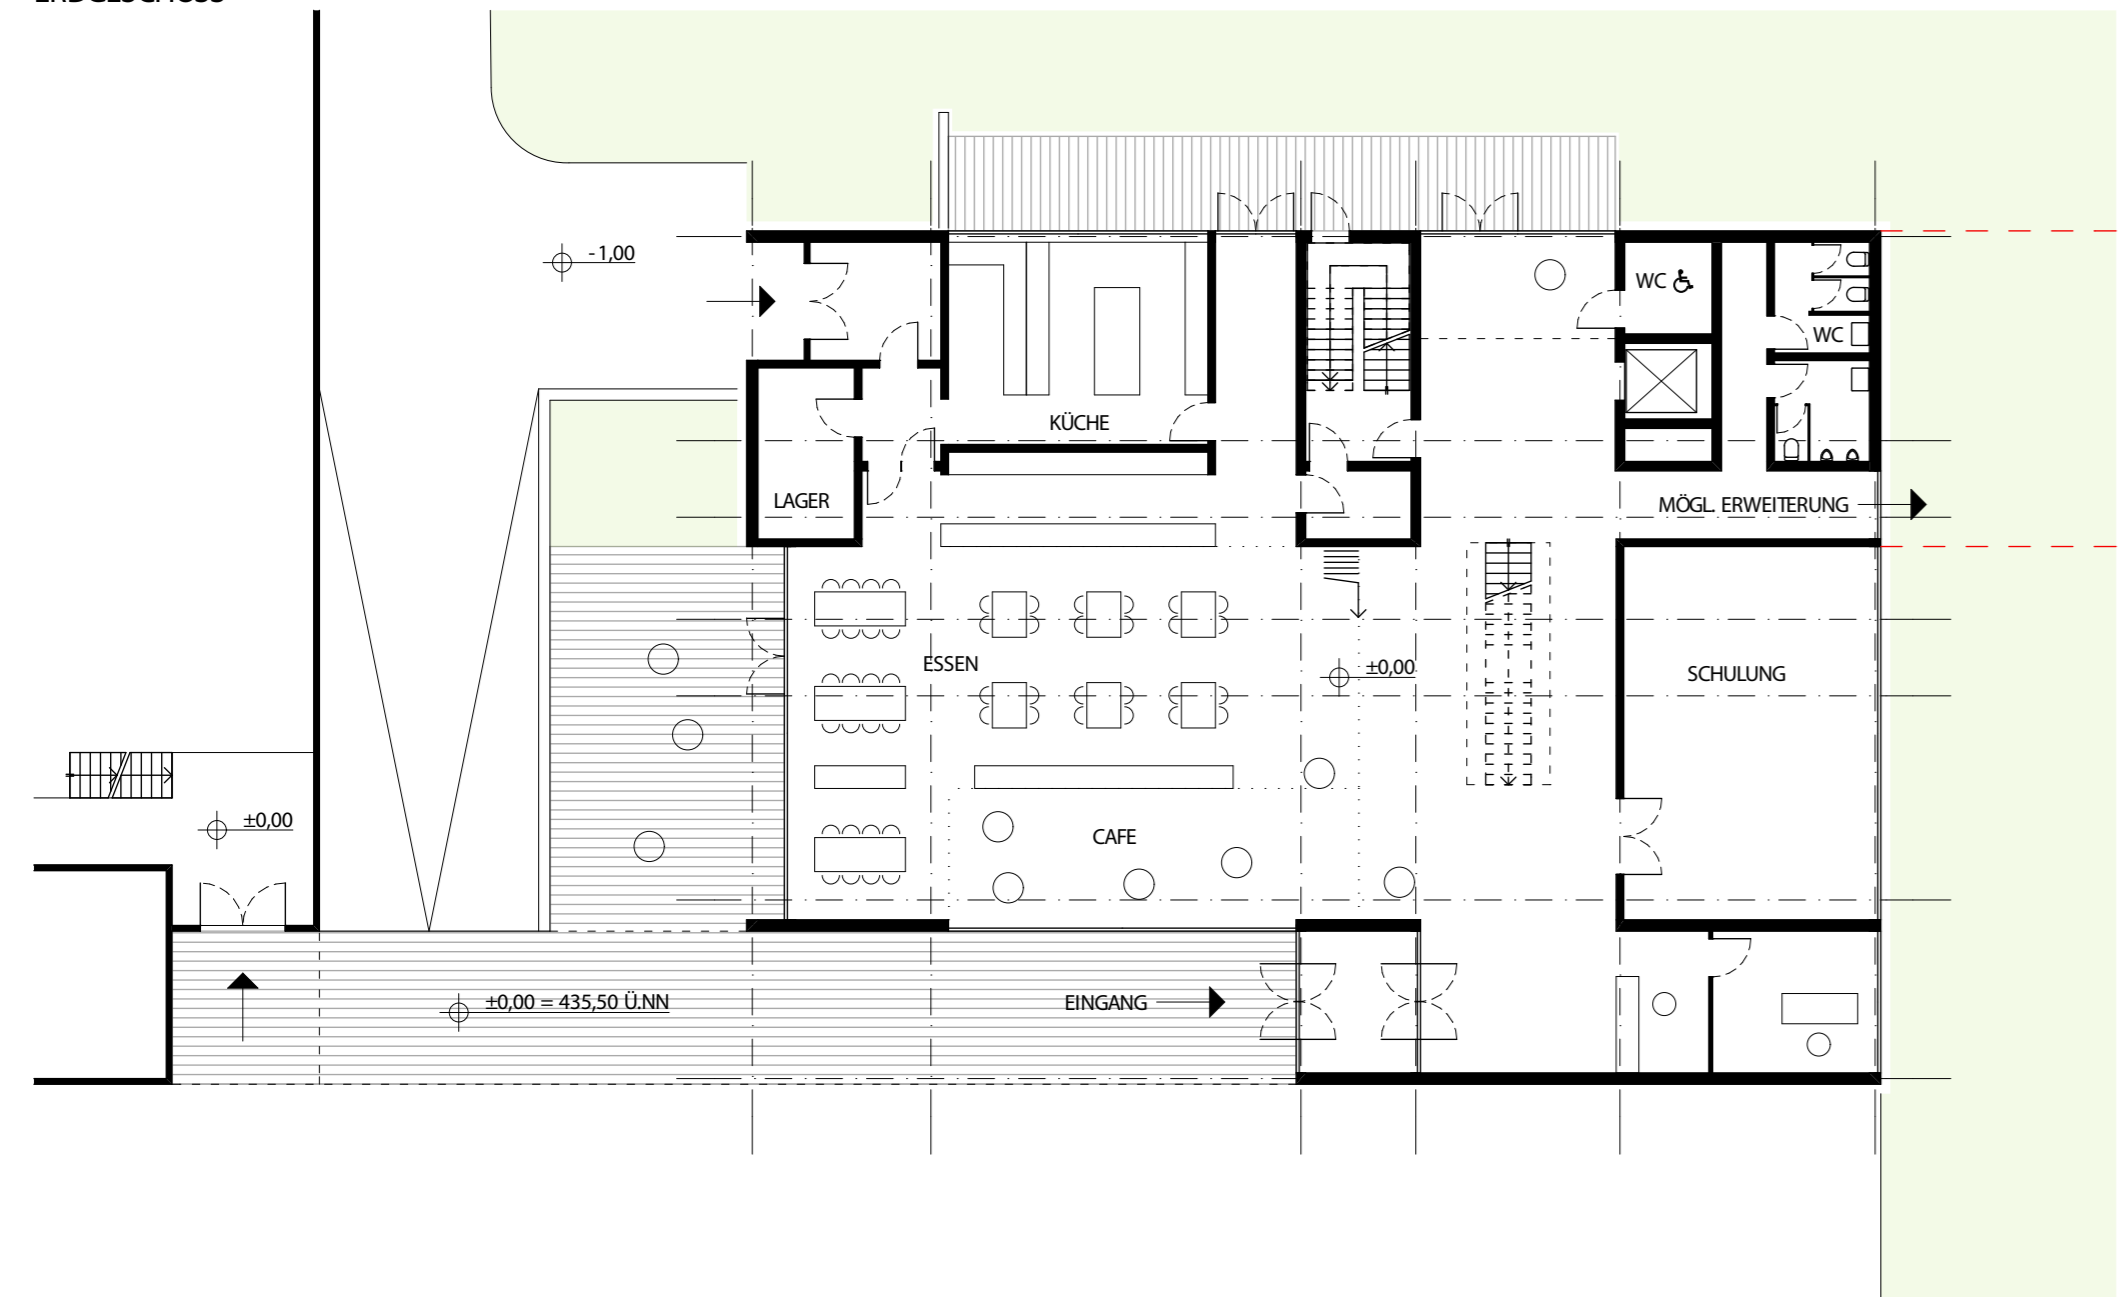 ERDGESCHOSS
-1,00
WC
WC
KÜCHE
LAGER
MÖGL. ERWEITERUNG
ESSEN
±0,00
SCHULUNG
±0,00
CAFE
±0,00 = 435,50 Ü.NN
EINGANG